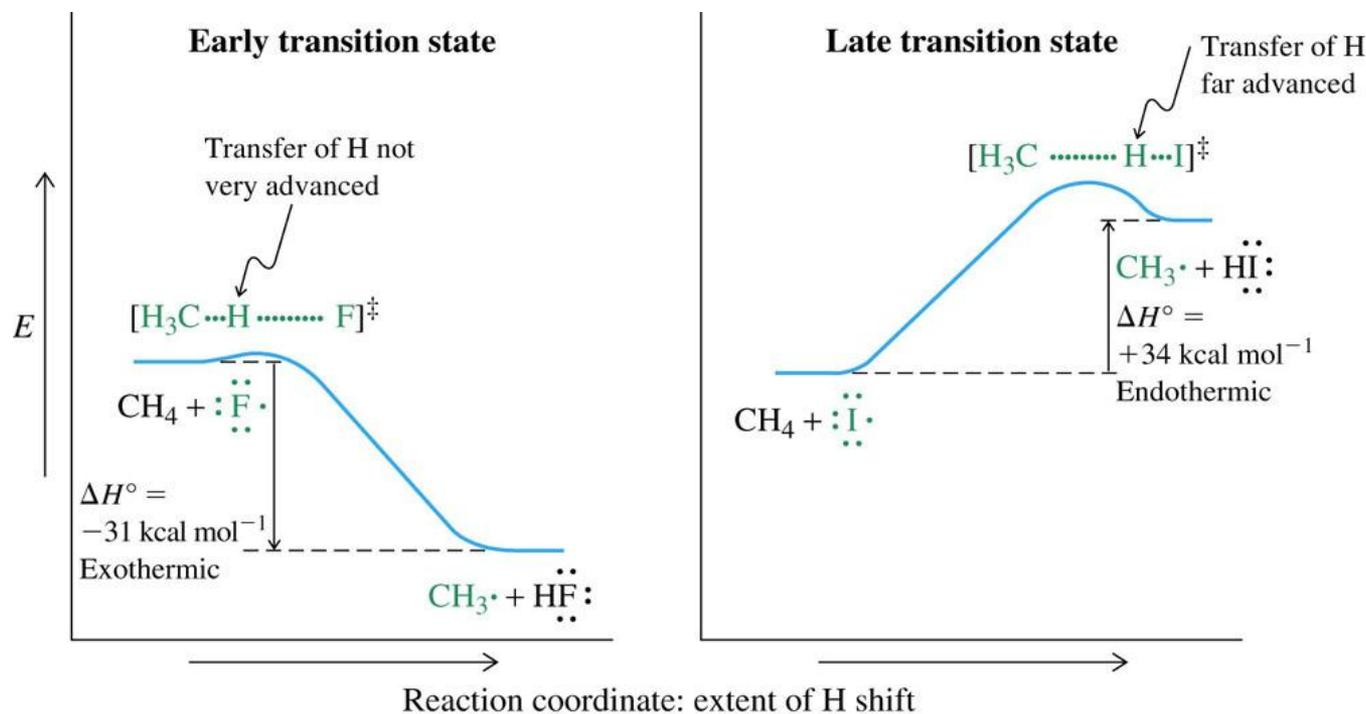 Early transition state
Transfer of H not
very advanced
[H₃C···H········· F]‡
E
CH₄ + :F̤̈·
ΔH° =
−31 kcal mol⁻¹
Exothermic
CH₃· + HF̤̈:
Late transition state
Transfer of H
far advanced
[H₃C ········· H···I]‡
CH₃· + HÏ̤:
ΔH° =
+34 kcal mol⁻¹
Endothermic
CH₄ + :Ï̤·
Reaction coordinate: extent of H shift